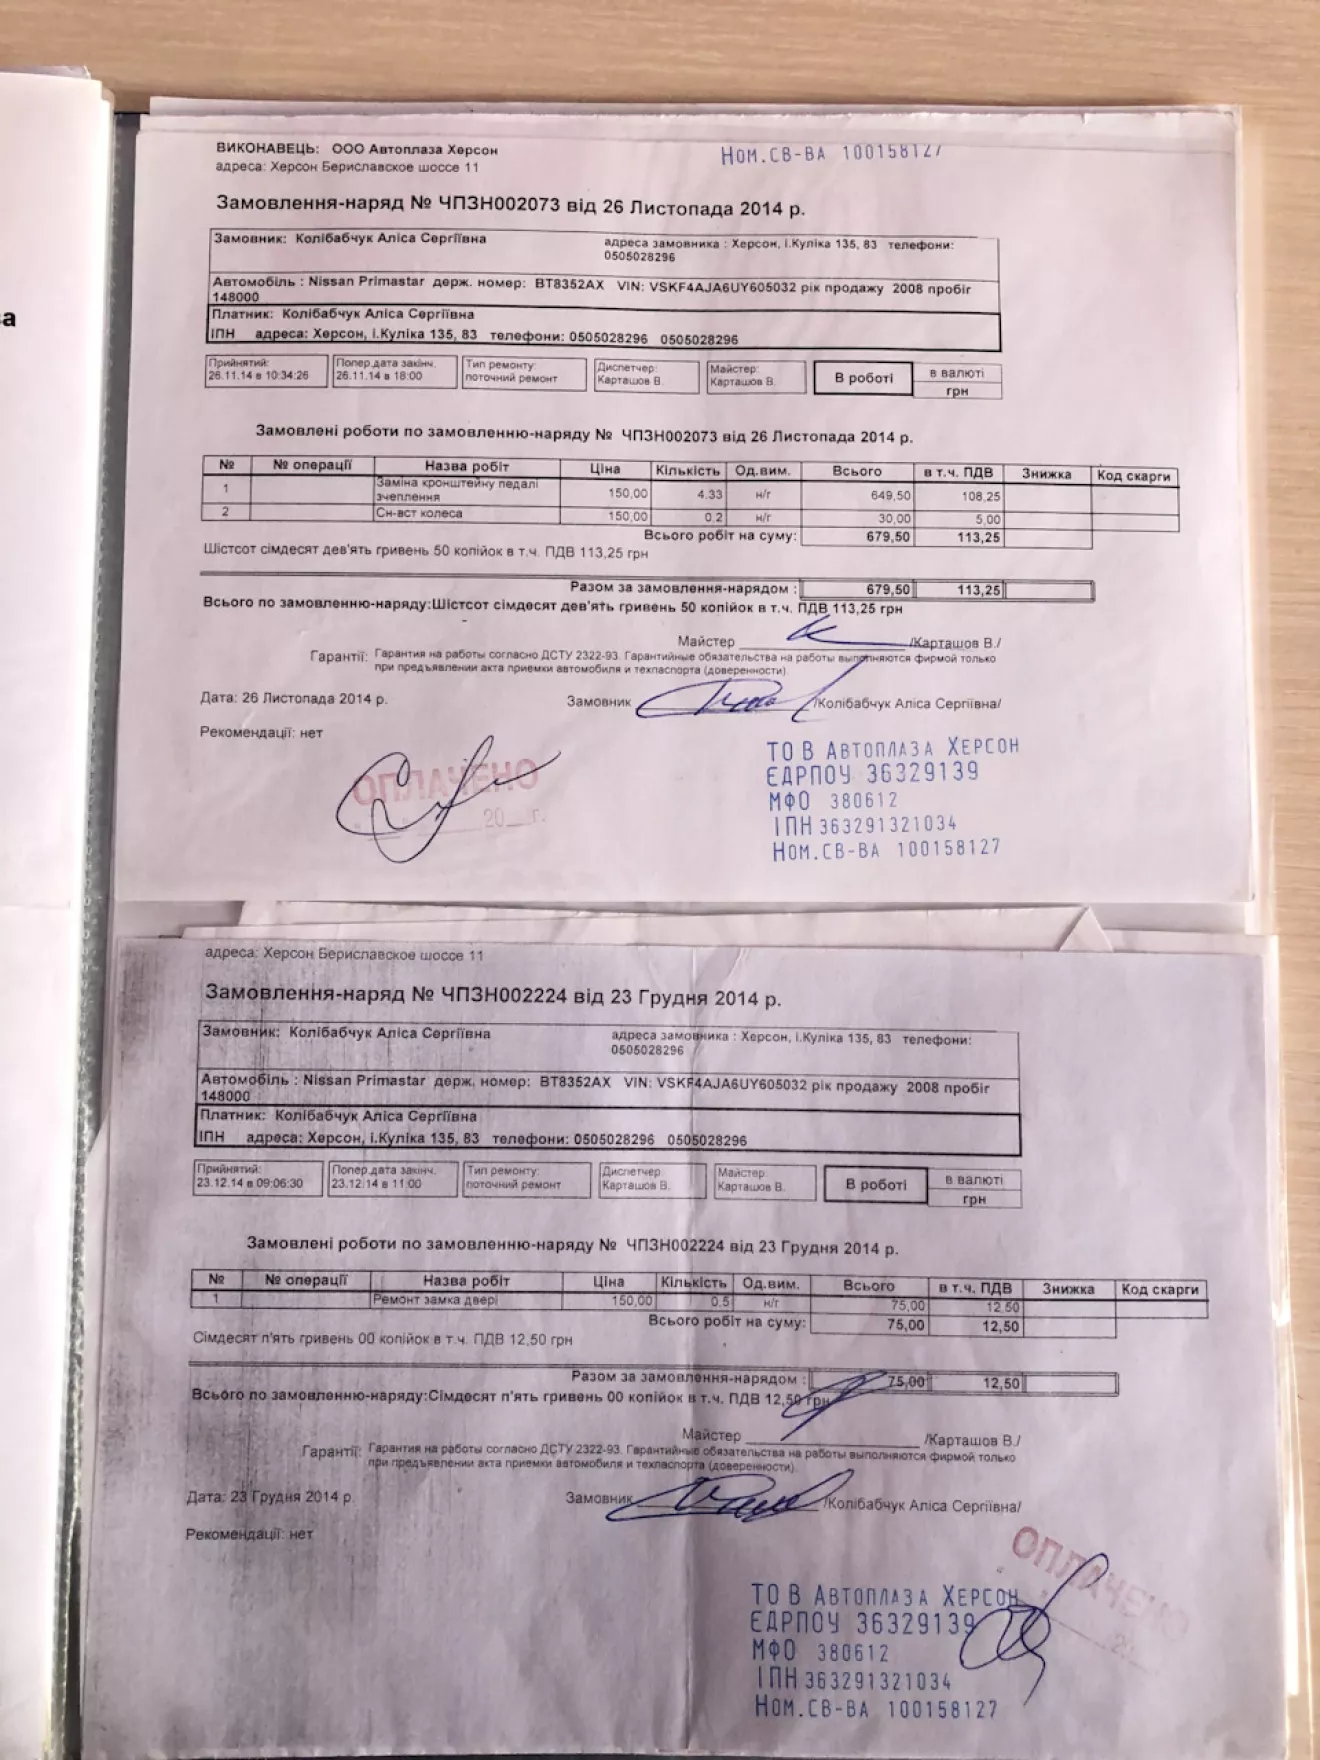 ва
ВИКОНАВЕЦЬ: ООО Автоплаза Херсон
адреса: Херсон Бериславское шоссе 11
Ном.св-ва 100158127
Замовлення-наряд № ЧПЗН002073 від 26 Листопада 2014 р.
Замовник: Колібабчук Аліса Сергіївна адреса замовника : Херсон, і.Куліка 135, 83 телефони:
0505028296
Автомобіль : Nissan Primastar держ. номер: BT8352AX VIN: VSKF4AJA6UY605032 рік продажу 2008 пробіг
148000
Платник: Колібабчук Аліса Сергіївна
ІПН адреса: Херсон, і.Куліка 135, 83 телефони: 0505028296 0505028296
Прийнятий: Попер.дата закінч. Тип ремонту: Диспетчер: Майстер: В роботі в валюті
26.11.14 в 10:34:26 26.11.14 в 18:00 поточний ремонт Карташов В. Карташов В. грн
Замовлені роботи по замовленню-наряду № ЧПЗН002073 від 26 Листопада 2014 р.
№ № операції Назва робіт Ціна Кількість Од.вим. Всього в т.ч. ПДВ Знижка Код скарги
1 Заміна кронштейну педалі зчеплення 150,00 4.33 н/г 649,50 108,25
2 Сн-вст колеса 150,00 0.2 н/г 30,00 5,00
Всього робіт на суму: 679,50 113,25
Шістсот сімдесят дев'ять гривень 50 копійок в т.ч. ПДВ 113,25 грн
Разом за замовлення-нарядом : 679,50 113,25
Всього по замовленню-наряду:Шістсот сімдесят дев'ять гривень 50 копійок в т.ч. ПДВ 113,25 грн
Майстер /Карташов В./
Гарантії: Гарантия на работы согласно ДСТУ 2322-93. Гарантийные обязательства на работы выполняются фирмой только
при предъявлении акта приемки автомобиля и техпаспорта (доверенности).
Дата: 26 Листопада 2014 р. Замовник /Колібабчук Аліса Сергіївна/
Рекомендації: нет
ОПЛАЧЕНО
20 г.
ТОВ Автоплаза Херсон
ЄДРПОУ 36329139
МФО 380612
ІПН 363291321034
Ном.св-ва 100158127
адреса: Херсон Бериславское шоссе 11
Замовлення-наряд № ЧПЗН002224 від 23 Грудня 2014 р.
Замовник: Колібабчук Аліса Сергіївна адреса замовника : Херсон, і.Куліка 135, 83 телефони:
0505028296
Автомобіль : Nissan Primastar держ. номер: BT8352AX VIN: VSKF4AJA6UY605032 рік продажу 2008 пробіг
148000
Платник: Колібабчук Аліса Сергіївна
ІПН адреса: Херсон, і.Куліка 135, 83 телефони: 0505028296 0505028296
Прийнятий: Попер.дата закінч. Тип ремонту: Диспетчер: Майстер: В роботі в валюті
23.12.14 в 09:06:30 23.12.14 в 11:00 поточний ремонт Карташов В. Карташов В. грн
Замовлені роботи по замовленню-наряду № ЧПЗН002224 від 23 Грудня 2014 р.
№ № операції Назва робіт Ціна Кількість Од.вим. Всього в т.ч. ПДВ Знижка Код скарги
1 Ремонт замка двері 150,00 0.5 н/г 75,00 12,50
Всього робіт на суму: 75,00 12,50
Сімдесят п'ять гривень 00 копійок в т.ч. ПДВ 12,50 грн
Разом за замовлення-нарядом : 75,00 12,50
Всього по замовленню-наряду:Сімдесят п'ять гривень 00 копійок в т.ч. ПДВ 12,50 грн
Майстер /Карташов В./
Гарантії: Гарантия на работы согласно ДСТУ 2322-93. Гарантийные обязательства на работы выполняются фирмой только
при предъявлении акта приемки автомобиля и техпаспорта (доверенности).
Дата: 23 Грудня 2014 р. Замовник /Колібабчук Аліса Сергіївна/
Рекомендації: нет
ОПЛАЧЕНО
20
ТОВ Автоплаза Херсон
ЄДРПОУ 36329139
МФО 380612
ІПН 363291321034
Ном.св-ва 100158127